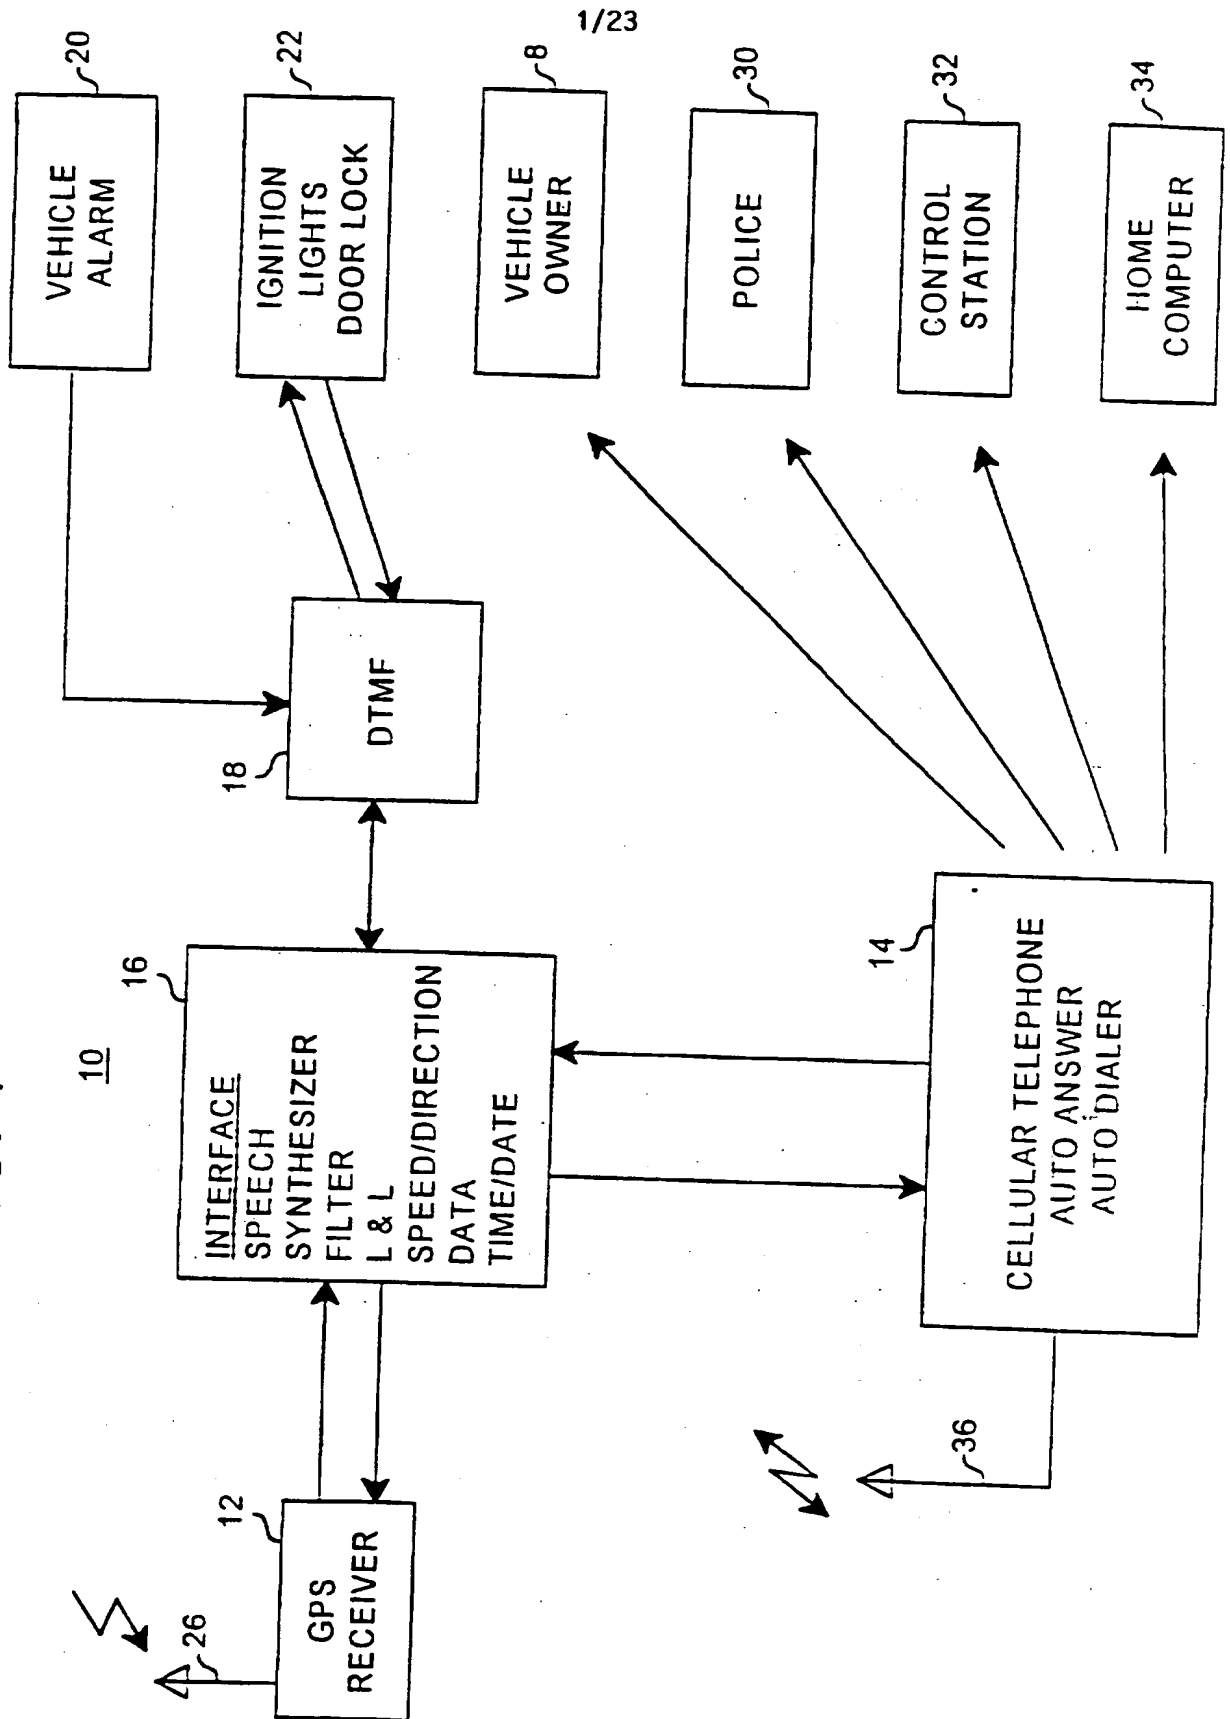 1/23
10
26
12
GPS
RECEIVER
16
INTERFACE
SPEECH
SYNTHESIZER
FILTER
L & L
SPEED/DIRECTION
DATA
TIME/DATE
18
DTMF
VEHICLE
ALARM
20
IGNITION
LIGHTS
DOOR LOCK
22
VEHICLE
OWNER
8
POLICE
30
CONTROL
STATION
32
HOME
COMPUTER
34
14
CELLULAR TELEPHONE
AUTO ANSWER
AUTO DIALER
36